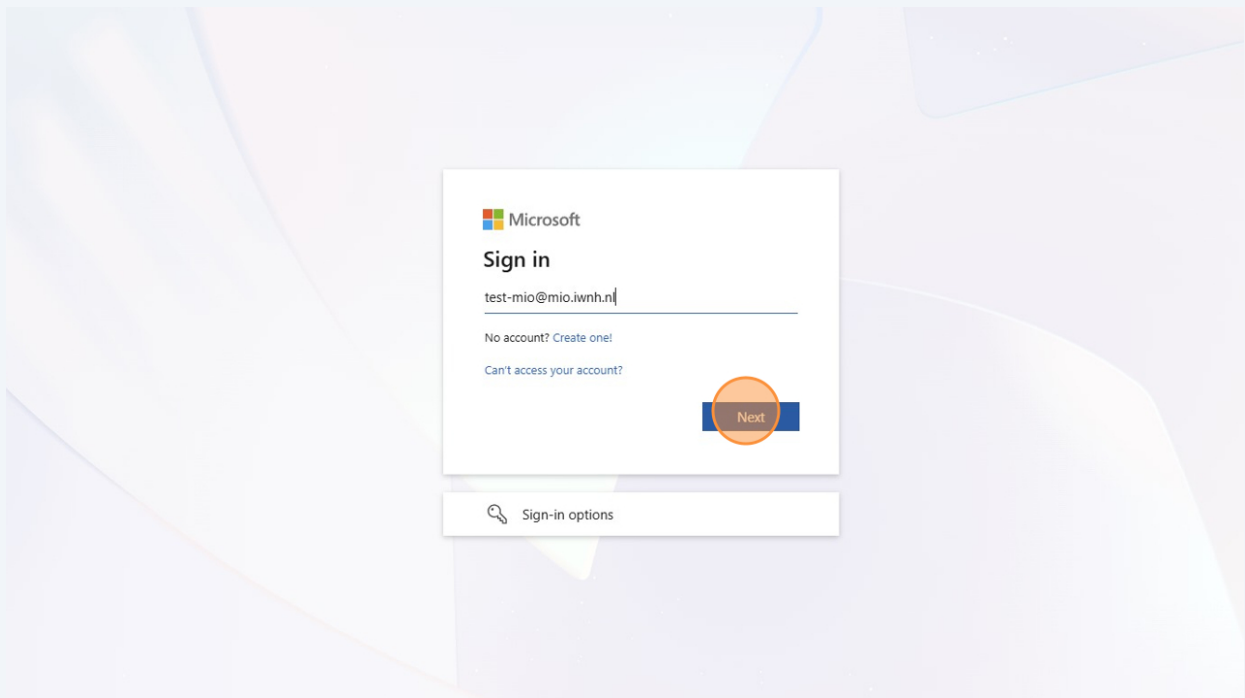 Microsoft
Sign in
test-mio@mio.iwnh.nl
No account? Create one!
Can't access your account?
Next
Sign-in options